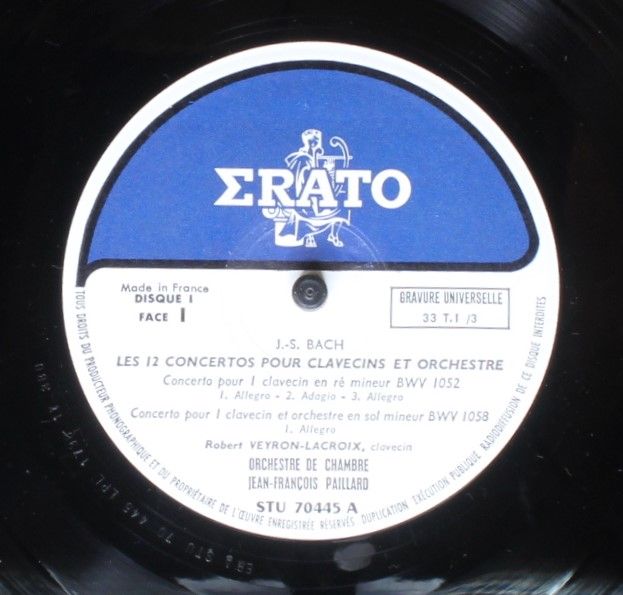 ΣRATO
Made in France
DISQUE I
FACE I
GRAVURE UNIVERSELLE
33 T.1 /3
J.-S. BACH
LES 12 CONCERTOS POUR CLAVECINS ET ORCHESTRE
Concerto pour 1 clavecin en ré mineur BWV 1052
1. Allegro - 2. Adagio - 3. Allegro
Concerto pour 1 clavecin et orchestre en sol mineur BWV 1058
1. Allegro
Robert VEYRON-LACROIX, clavecin
ORCHESTRE DE CHAMBRE
JEAN-FRANÇOIS PAILLARD
STU 70445 A
TOUS DROITS DU PRODUCTEUR PHONOGRAPHIQUE ET DU PROPRIÉTAIRE DE L'ŒUVRE ENREGISTRÉE RÉSERVÉS. DUPLICATION, EXÉCUTION PUBLIQUE RADIODIFFUSION DE CE DISQUE INTERDITES
STU 70 445